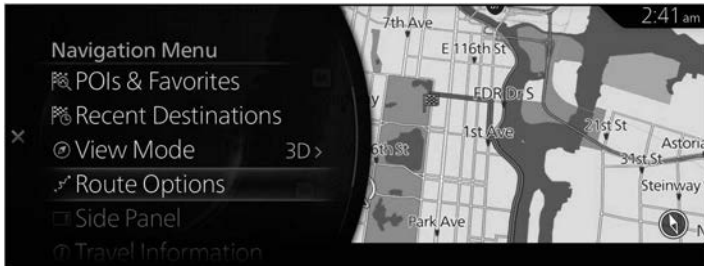 2:41 am
Navigation Menu
POIs & Favorites
Recent Destinations
View Mode 3D >
Route Options
Side Panel
Travel Information
7th Ave
E 116th St
FDR Dr S
1st Ave
21st St
31st St
Astoria
Steinway
Park Ave